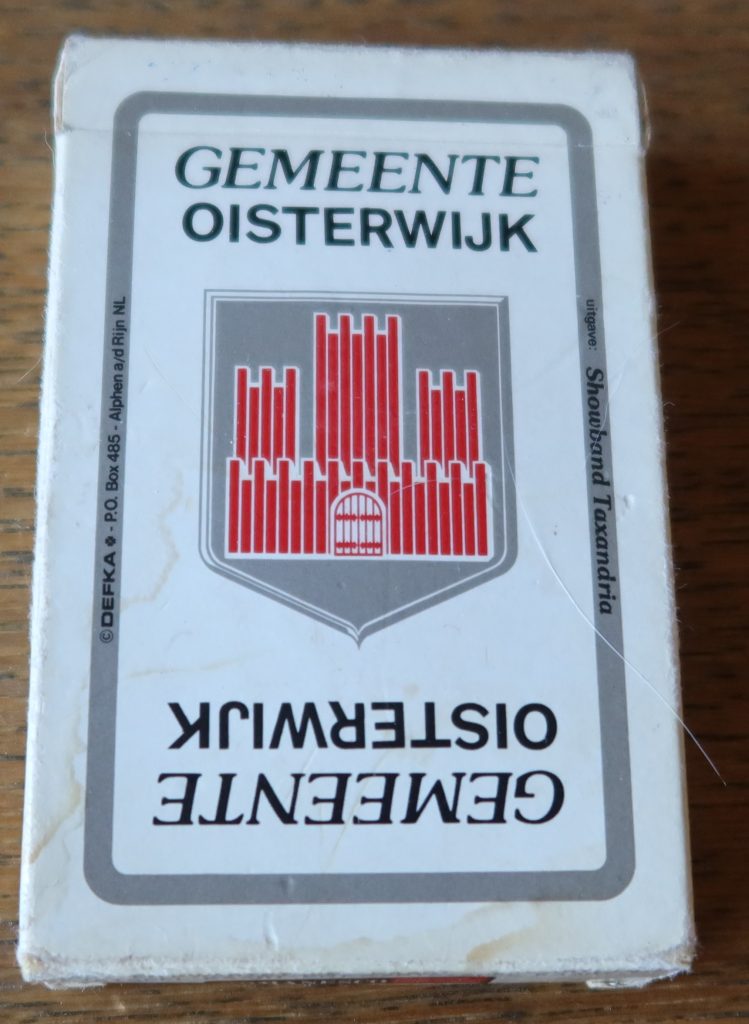 GEMEENTE
OISTERWIJK
© DEFKA - P.O. Box 485 - Alphen a/d Rijn NL
uitgave: Showband Taxandria
OISTERWIJK
GEMEENTE